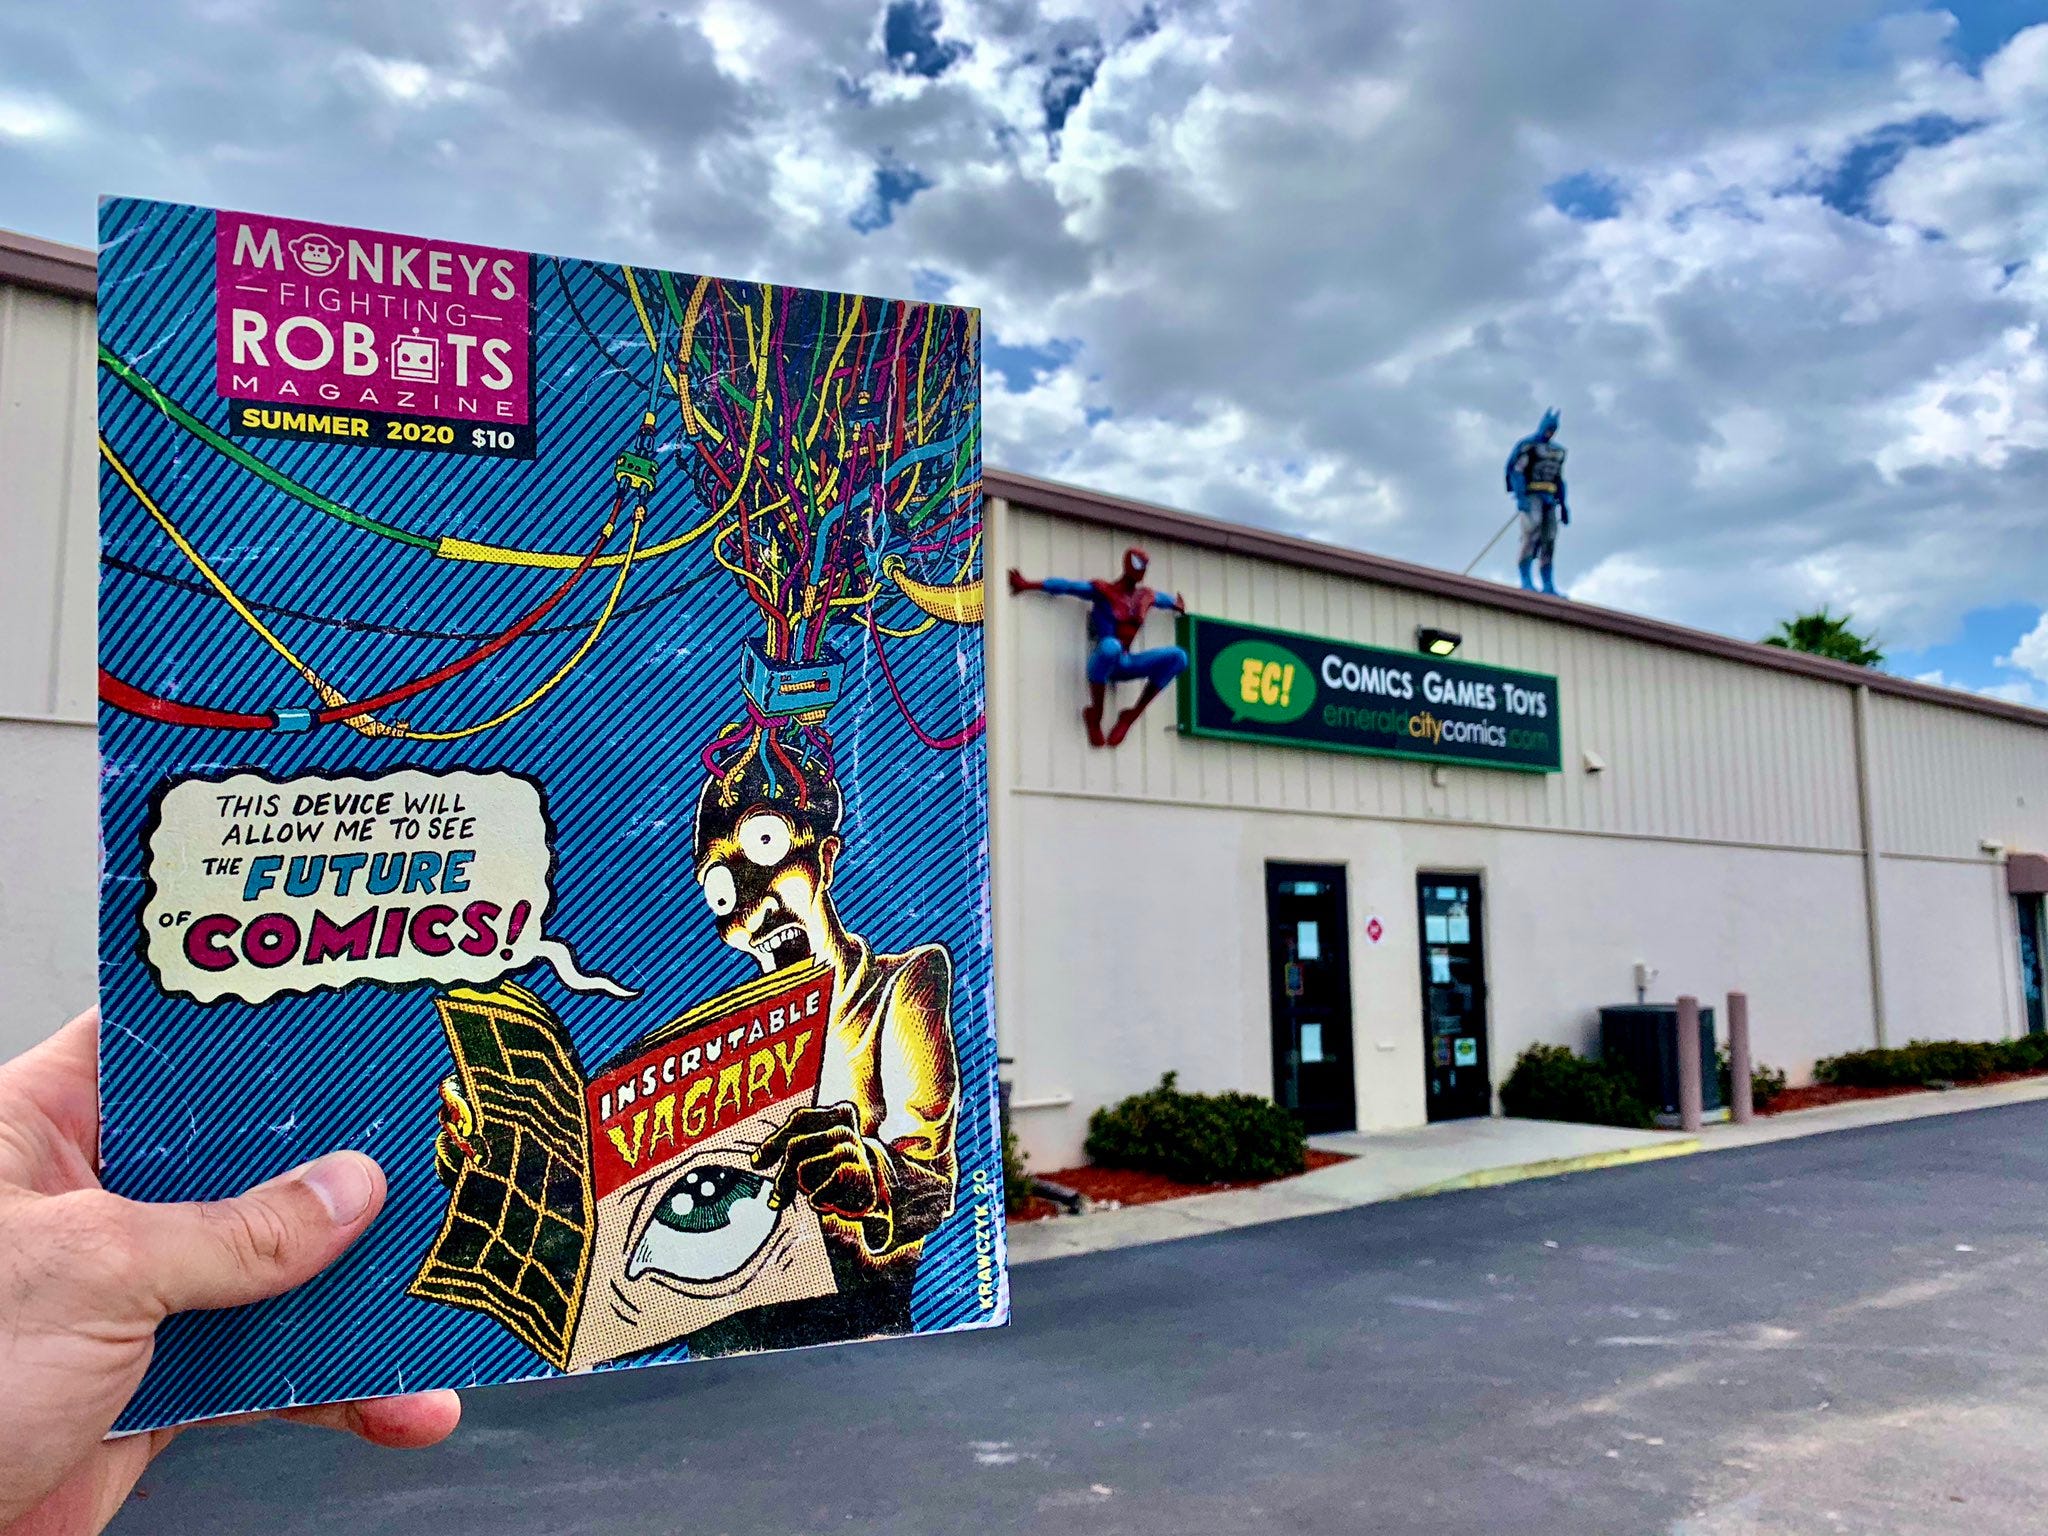 MONKEYS
FIGHTING
ROBOTS
MAGAZINE
SUMMER 2020 $10
THIS DEVICE WILL
ALLOW ME TO SEE
THE FUTURE
OF COMICS!
INSCRUTABLE
VAGARY
KRAWCZYK 20
EC!
COMICS GAMES TOYS
emeraldcitycomics.com